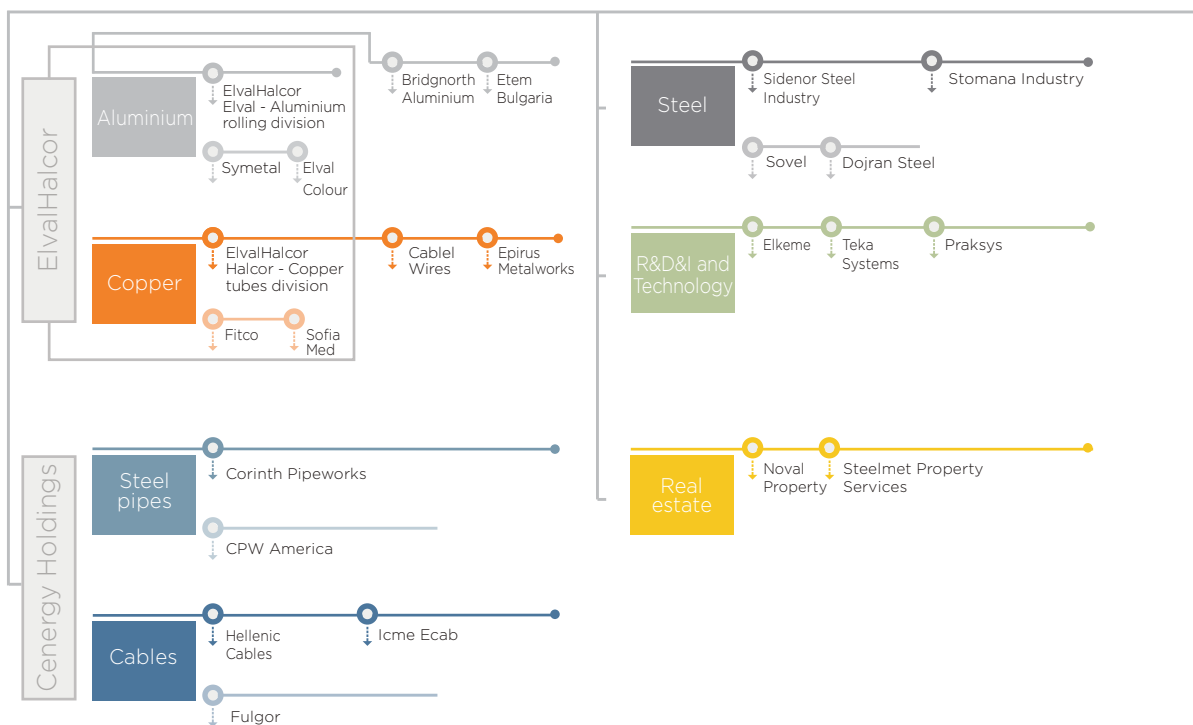 ElvalHalcor
Aluminium
ElvalHalcor
Elval - Aluminium
rolling division
Bridgnorth
Aluminium
Etem
Bulgaria
Symetal
Elval
Colour
Copper
ElvalHalcor
Halcor - Copper
tubes division
Cablel
Wires
Epirus
Metalworks
Fitco
Sofia
Med
Cenergy Holdings
Steel
pipes
Corinth Pipeworks
CPW America
Cables
Hellenic
Cables
Icme Ecab
Fulgor
Steel
Sidenor Steel
Industry
Stomana Industry
Sovel
Dojran Steel
R&D&I and
Technology
Elkeme
Teka
Systems
Praksys
Real
estate
Noval
Property
Steelmet Property
Services